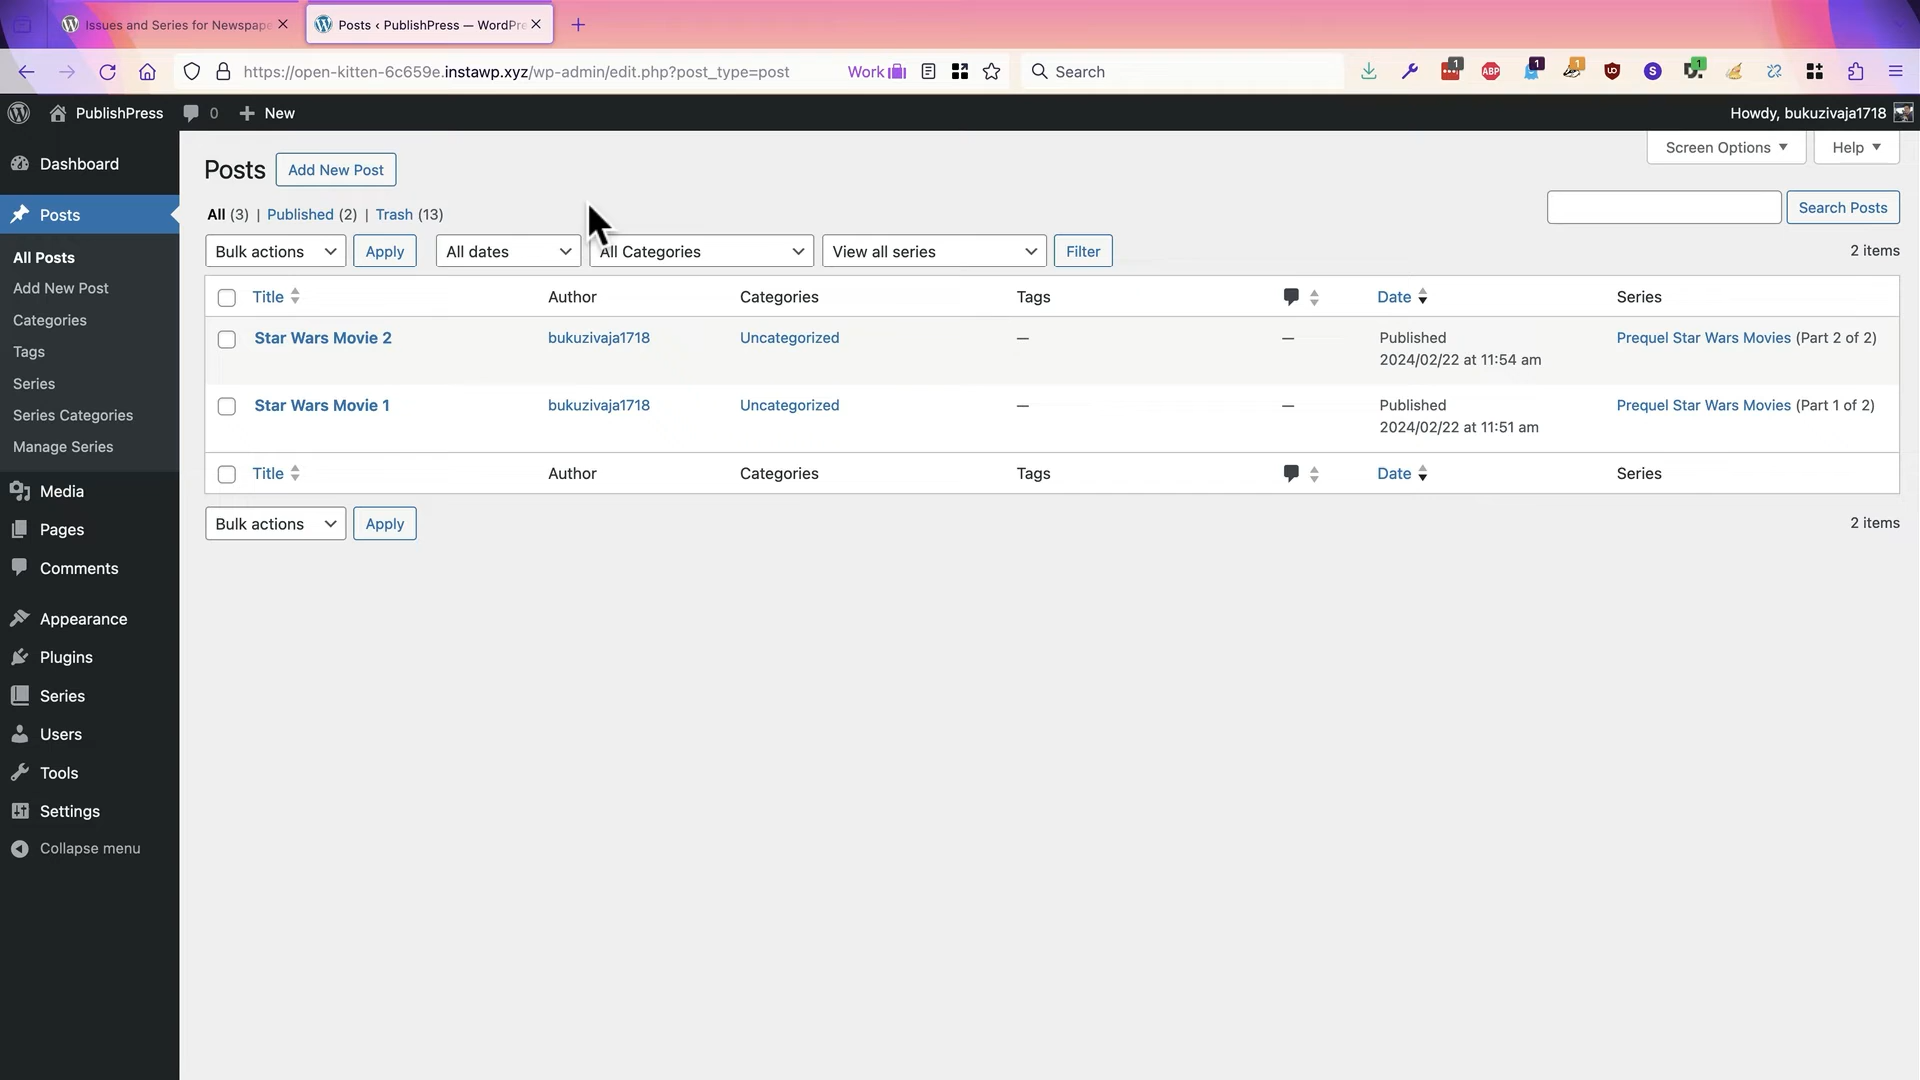 Issues and Series for Newspape
Posts ‹ PublishPress — WordPre
https://open-kitten-6c659e.instawp.xyz/wp-admin/edit.php?post_type=post
Work
Search
1
ABP
1
1
S
1
PublishPress
0
New
Howdy, bukuzivaja1718
Dashboard
Posts
All Posts
Add New Post
Categories
Tags
Series
Series Categories
Manage Series
Media
Pages
Comments
Appearance
Plugins
Series
Users
Tools
Settings
Collapse menu
Screen Options
Help
Posts
Add New Post
All (3) | Published (2) | Trash (13)
Search Posts
Bulk actions
Apply
All dates
All Categories
View all series
Filter
2 items
Title
Author
Categories
Tags
Date
Series
Star Wars Movie 2
bukuzivaja1718
Uncategorized
—
—
Published
2024/02/22 at 11:54 am
Prequel Star Wars Movies (Part 2 of 2)
Star Wars Movie 1
bukuzivaja1718
Uncategorized
—
—
Published
2024/02/22 at 11:51 am
Prequel Star Wars Movies (Part 1 of 2)
Title
Author
Categories
Tags
Date
Series
Bulk actions
Apply
2 items